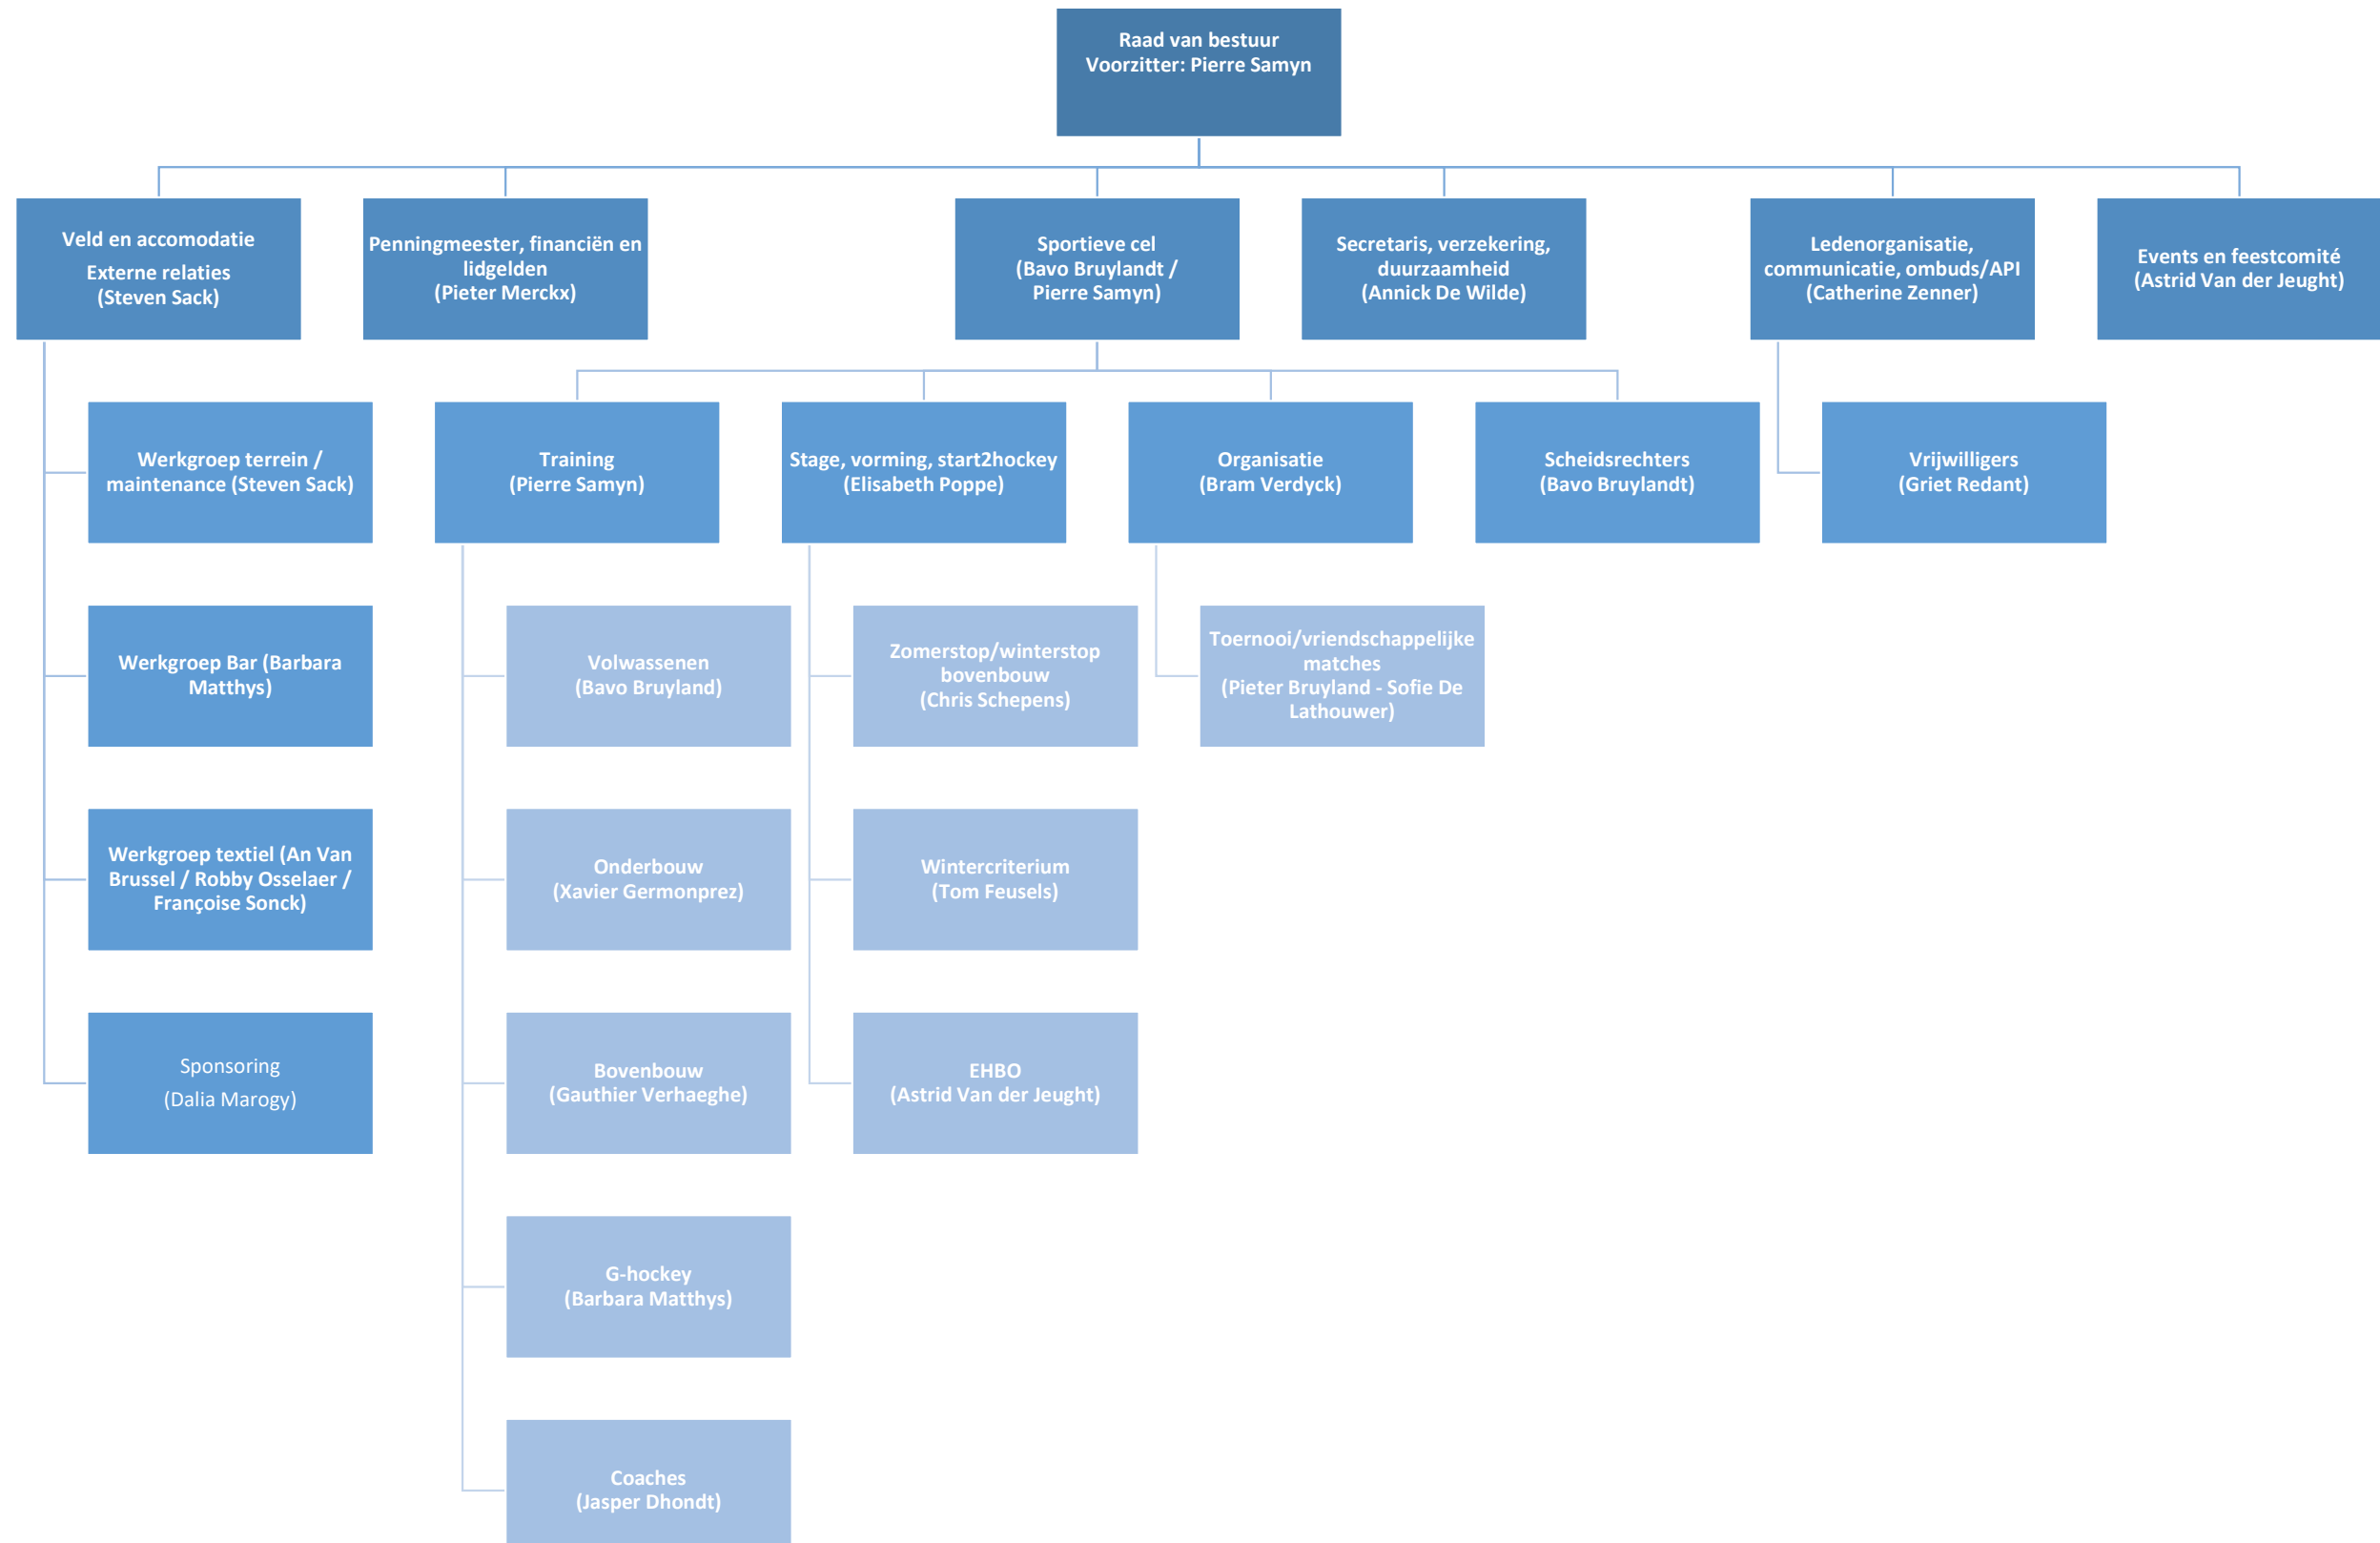 Raad van bestuur
Voorzitter: Pierre Samyn
Veld en accomodatie
Externe relaties
(Steven Sack)
Penningmeester, financiën en
lidgelden
(Pieter Merckx)
Sportieve cel
(Bavo Bruylandt /
Pierre Samyn)
Secretaris, verzekering,
duurzaamheid
(Annick De Wilde)
Ledenorganisatie,
communicatie, ombuds/API
(Catherine Zenner)
Events en feestcomité
(Astrid Van der Jeught)
Werkgroep terrein /
maintenance (Steven Sack)
Training
(Pierre Samyn)
Stage, vorming, start2hockey
(Elisabeth Poppe)
Organisatie
(Bram Verdyck)
Scheidsrechters
(Bavo Bruylandt)
Vrijwilligers
(Griet Redant)
Werkgroep Bar (Barbara
Matthys)
Volwassenen
(Bavo Bruyland)
Zomerstop/winterstop
bovenbouw
(Chris Schepens)
Toernooi/vriendschappelijke
matches
(Pieter Bruyland - Sofie De
Lathouwer)
Werkgroep textiel (An Van
Brussel / Robby Osselaer /
Françoise Sonck)
Onderbouw
(Xavier Germonprez)
Wintercriterium
(Tom Feusels)
Sponsoring
(Dalia Marogy)
Bovenbouw
(Gauthier Verhaeghe)
EHBO
(Astrid Van der Jeught)
G-hockey
(Barbara Matthys)
Coaches
(Jasper Dhondt)